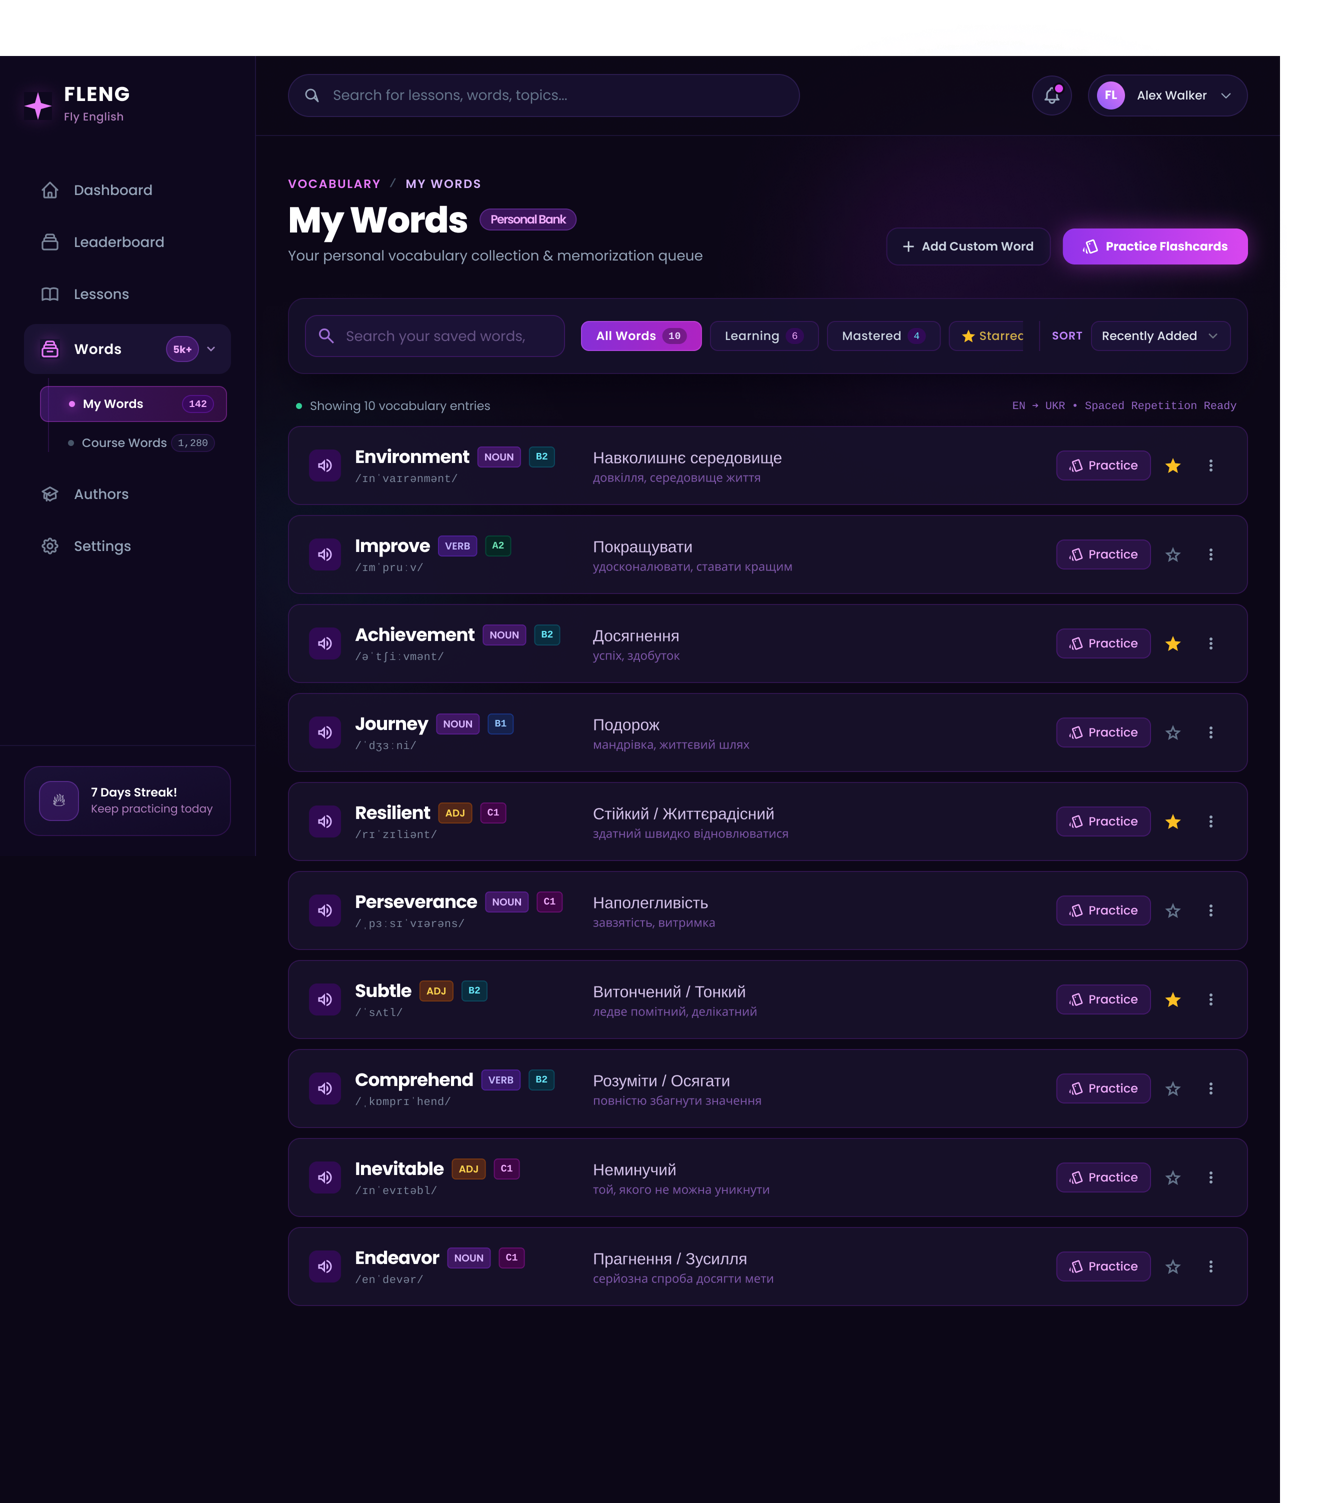 FLENG
Fly English
Search for lessons, words, topics...
FL Alex Walker
Dashboard
Leaderboard
Lessons
Words 5k+
My Words 142
Course Words 1,280
Authors
Settings
7 Days Streak!
Keep practicing today
VOCABULARY / MY WORDS
My Words Personal Bank
Your personal vocabulary collection & memorization queue
+ Add Custom Word
Practice Flashcards
Search your saved words,
All Words 10
Learning 6
Mastered 4
Starrec
SORT Recently Added
Showing 10 vocabulary entries
EN → UKR • Spaced Repetition Ready
Environment NOUN B2
/ɪnˈvaɪrənmənt/
Навколишнє середовище
довкілля, середовище життя
Practice
Improve VERB A2
/ɪmˈpruːv/
Покращувати
удосконалювати, ставати кращим
Practice
Achievement NOUN B2
/əˈtʃiːvmənt/
Досягнення
успіх, здобуток
Practice
Journey NOUN B1
/ˈdʒɜːni/
Подорож
мандрівка, життєвий шлях
Practice
Resilient ADJ C1
/rɪˈzɪliənt/
Стійкий / Життєрадісний
здатний швидко відновлюватися
Practice
Perseverance NOUN C1
/ˌpɜːsɪˈvɪərəns/
Наполегливість
завзятість, витримка
Practice
Subtle ADJ B2
/ˈsʌtl/
Витончений / Тонкий
ледве помітний, делікатний
Practice
Comprehend VERB B2
/ˌkɒmprɪˈhend/
Розуміти / Осягати
повністю збагнути значення
Practice
Inevitable ADJ C1
/ɪnˈevɪtəbl/
Неминучий
той, якого не можна уникнути
Practice
Endeavor NOUN C1
/enˈdevər/
Прагнення / Зусилля
серйозна спроба досягти мети
Practice